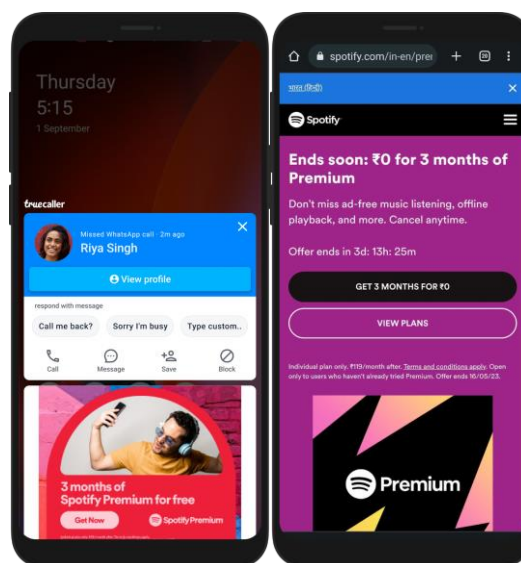 Thursday
5:15
1 September
truecaller
Missed WhatsApp call · 2m ago
Riya Singh
View profile
respond with message
Call me back?
Sorry I'm busy
Type custom..
Call
Message
Save
Block
3 months of
Spotify Premium for free
Get Now
Spotify Premium
spotify.com/in-en/prer
20
भारत (हिन्दी)
Spotify
Ends soon: ₹0 for 3 months of
Premium
Don't miss ad-free music listening, offline
playback, and more. Cancel anytime.
Offer ends in 3d: 13h: 25m
GET 3 MONTHS FOR ₹0
VIEW PLANS
Individual plan only. ₹119/month after. Terms and conditions apply. Open
only to users who haven't already tried Premium. Offer ends 16/05/23.
Premium